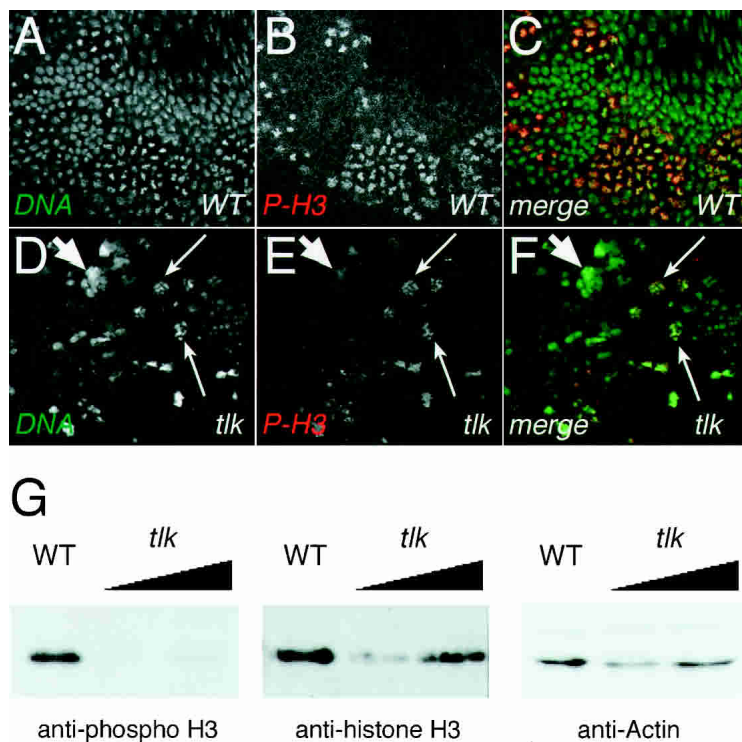 A B C
DNA WT P-H3 WT merge WT
D E F
DNA tlk P-H3 tlk merge tlk
G
WT tlk WT tlk WT tlk
anti-phospho H3 anti-histone H3 anti-Actin